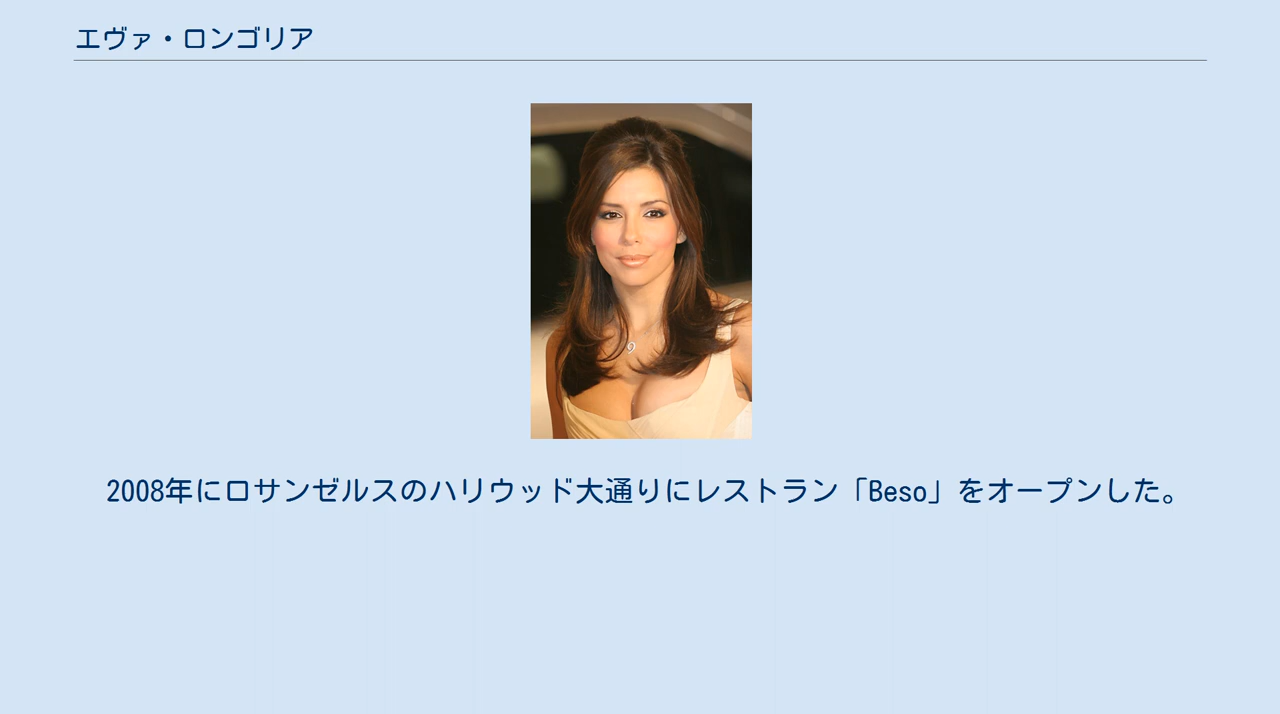 エヴァ・ロンゴリア
2008年にロサンゼルスのハリウッド大通りにレストラン「Beso」をオープンした。